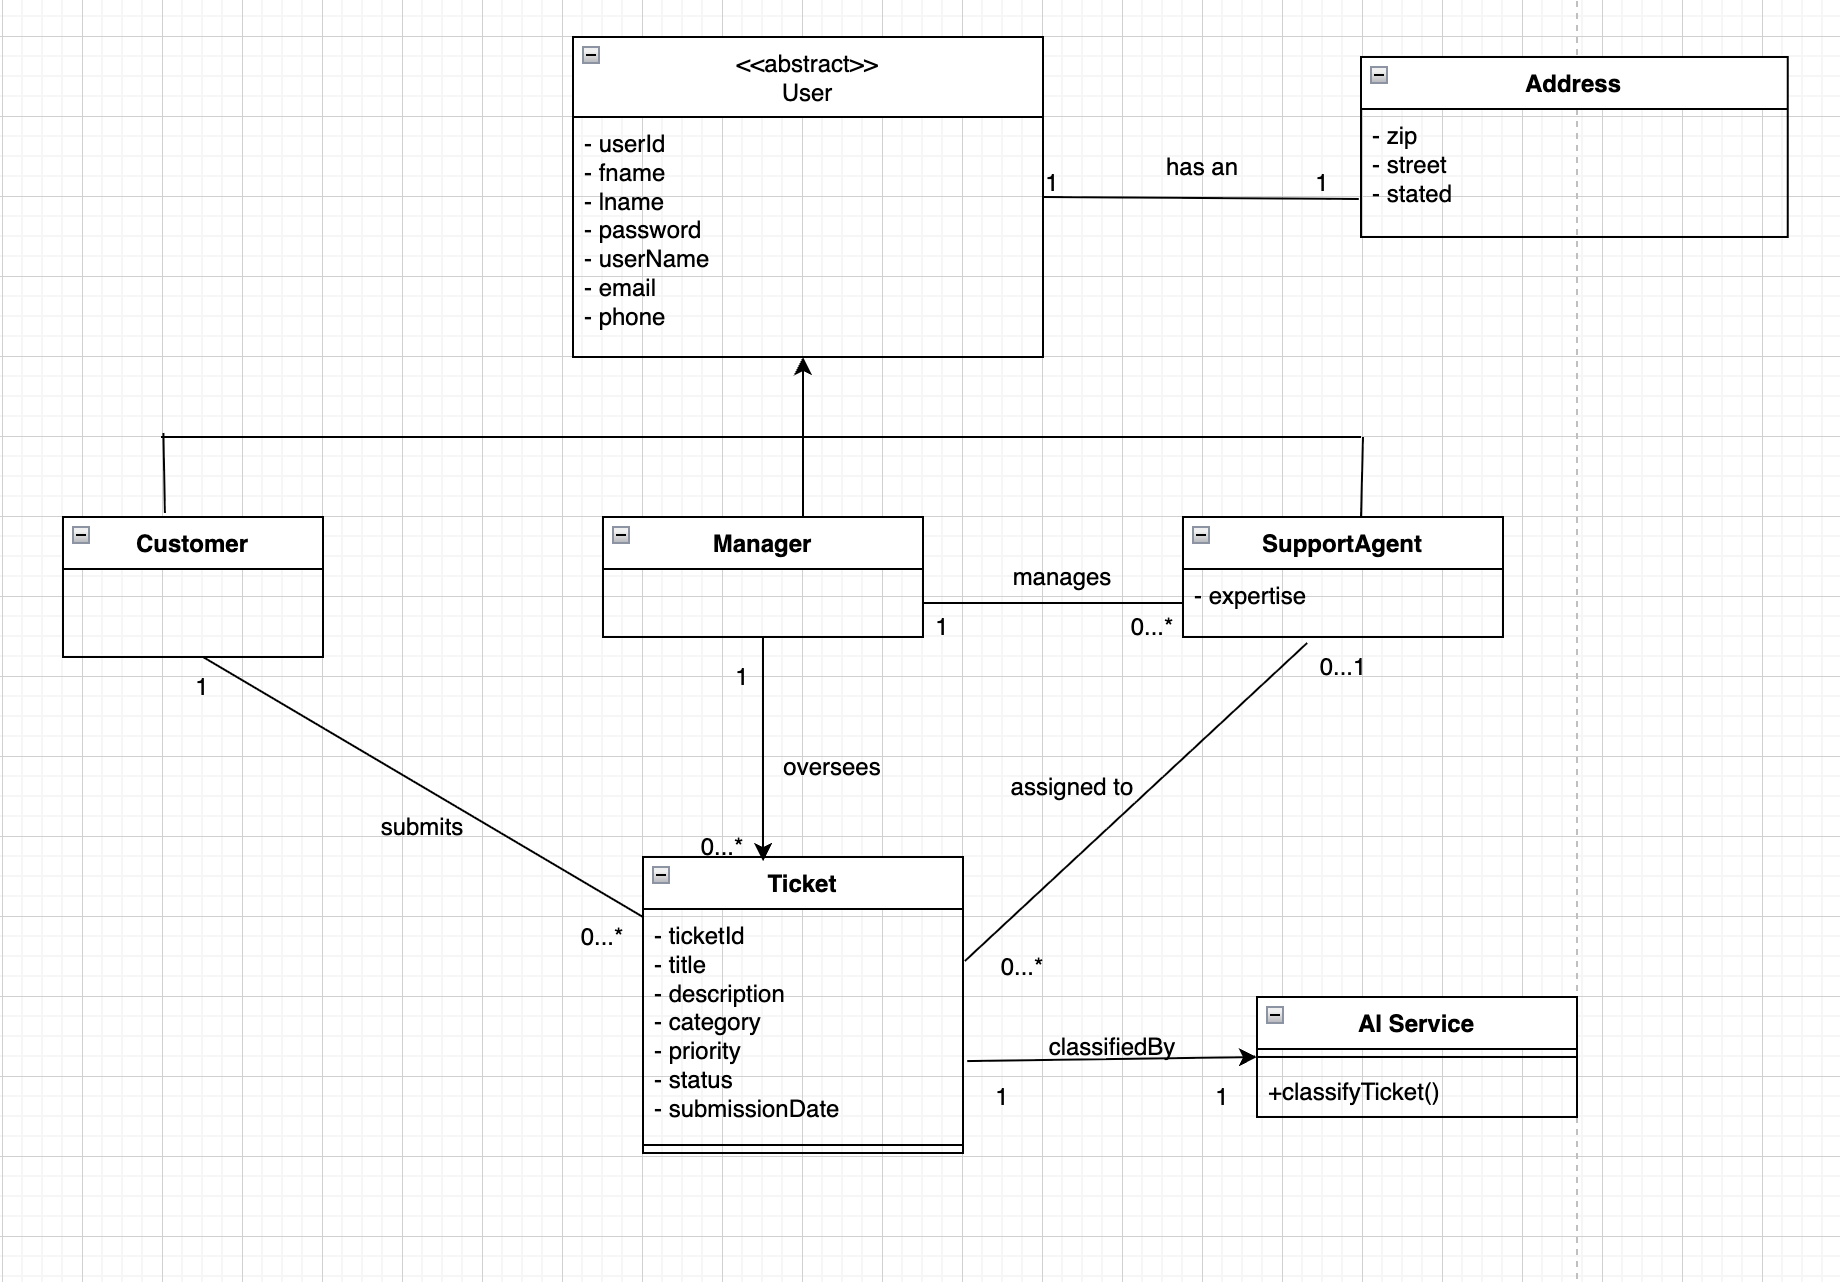 <<abstract>>
User
- userId
- fname
- lname
- password
- userName
- email
- phone
has an
1
1
Address
- zip
- street
- stated
Customer
Manager
SupportAgent
- expertise
manages
1
0...*
1
submits
0...*
1
oversees
0...*
0...1
assigned to
0...*
Ticket
- ticketId
- title
- description
- category
- priority
- status
- submissionDate
classifiedBy
1
1
AI Service
+classifyTicket()